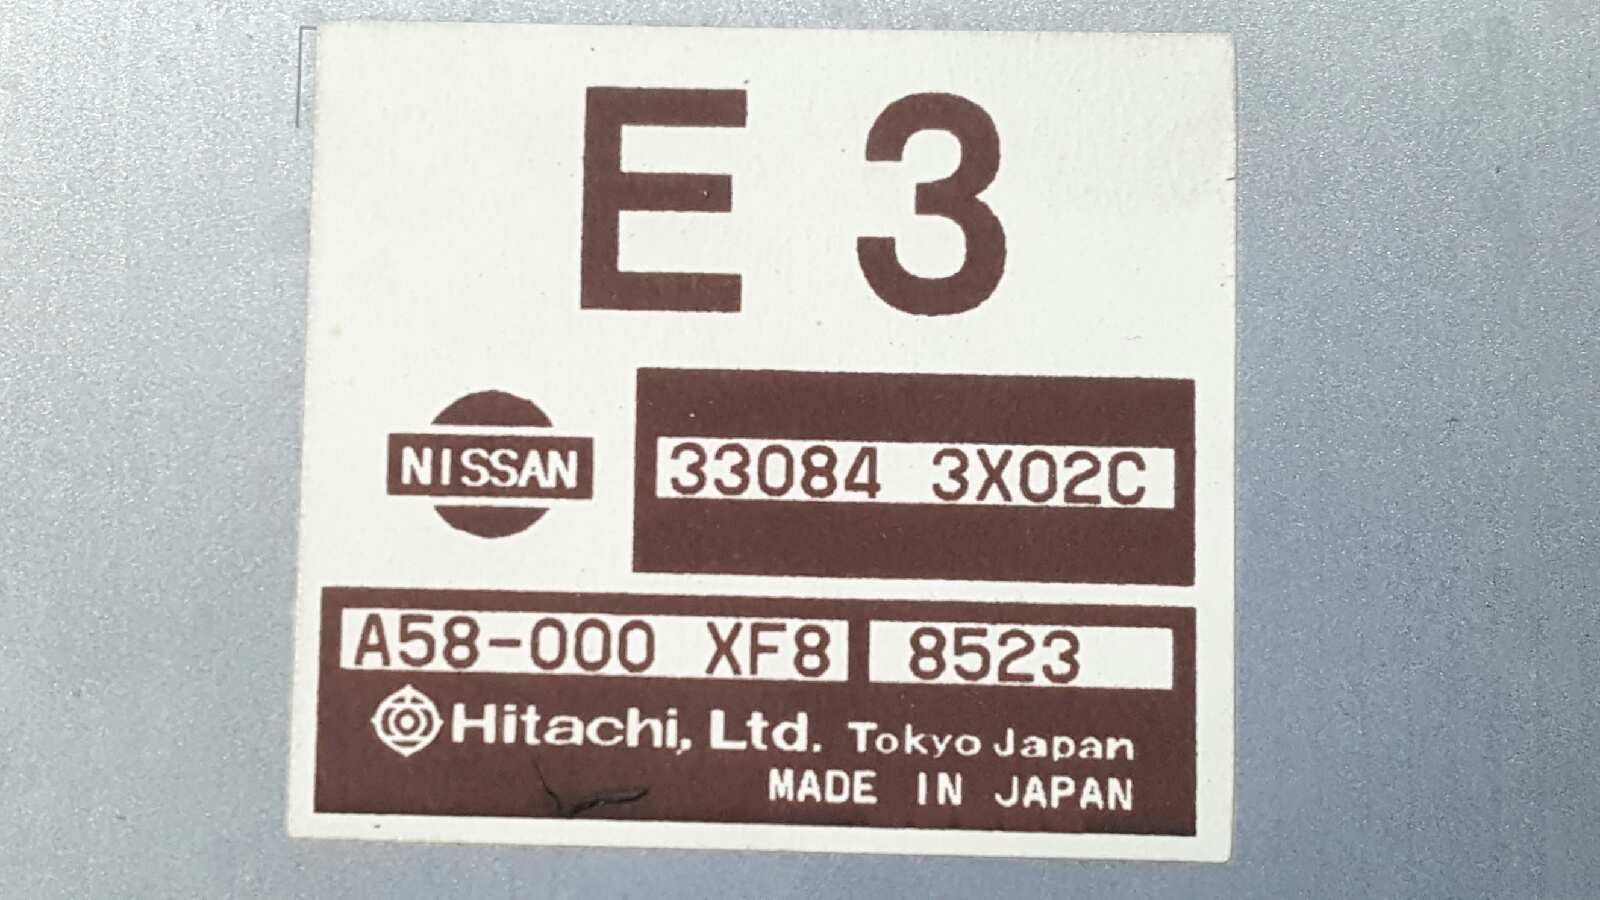 E 3
NISSAN
33084 3X02C
A58-000 XF8 8523
Hitachi, Ltd. Tokyo Japan
MADE IN JAPAN